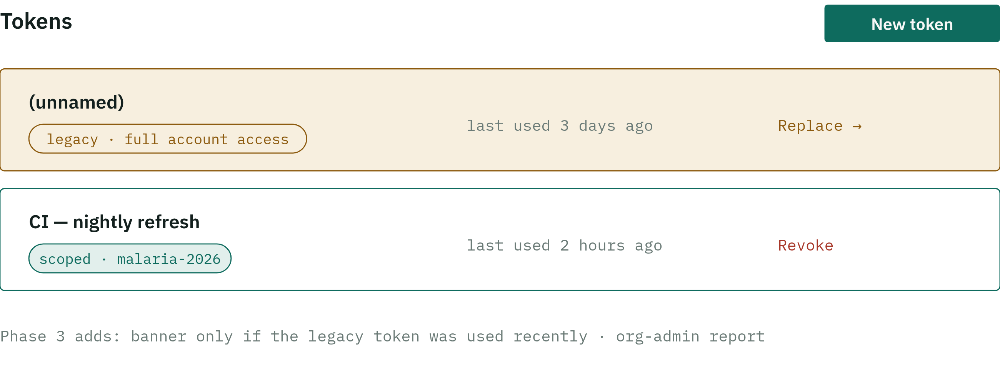 Tokens
New token
(unnamed)
legacy · full account access
last used 3 days ago
Replace →
CI — nightly refresh
scoped · malaria-2026
last used 2 hours ago
Revoke
Phase 3 adds: banner only if the legacy token was used recently · org-admin report